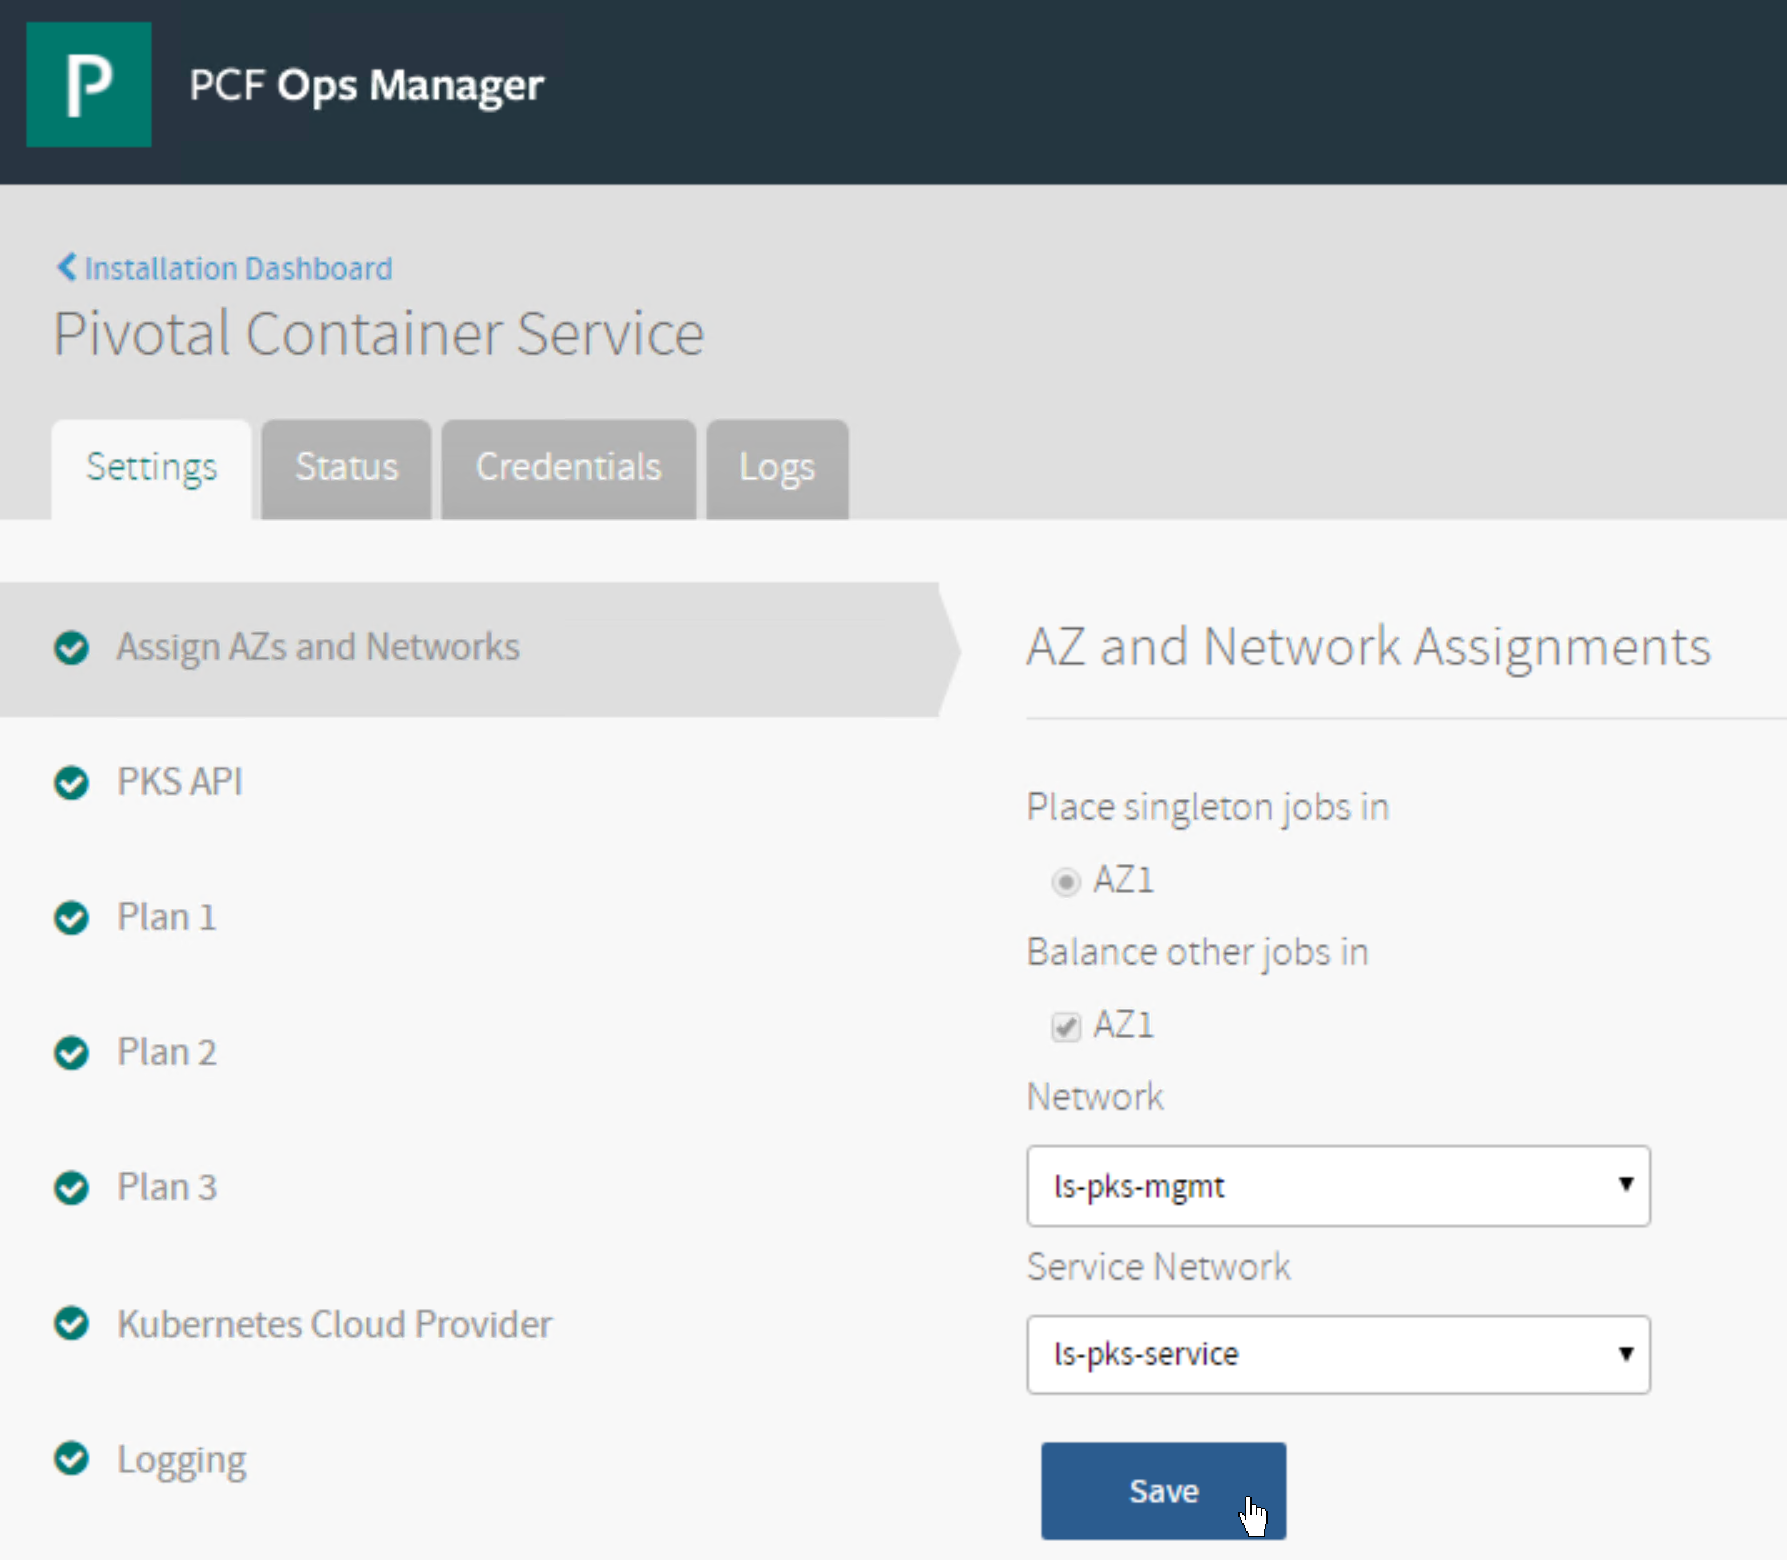 P
PCF Ops Manager
Installation Dashboard
Pivotal Container Service
Settings
Status
Credentials
Logs
Assign AZs and Networks
PKS API
Plan 1
Plan 2
Plan 3
Kubernetes Cloud Provider
Logging
AZ and Network Assignments
Place singleton jobs in
AZ1
Balance other jobs in
AZ1
Network
ls-pks-mgmt
Service Network
ls-pks-service
Save